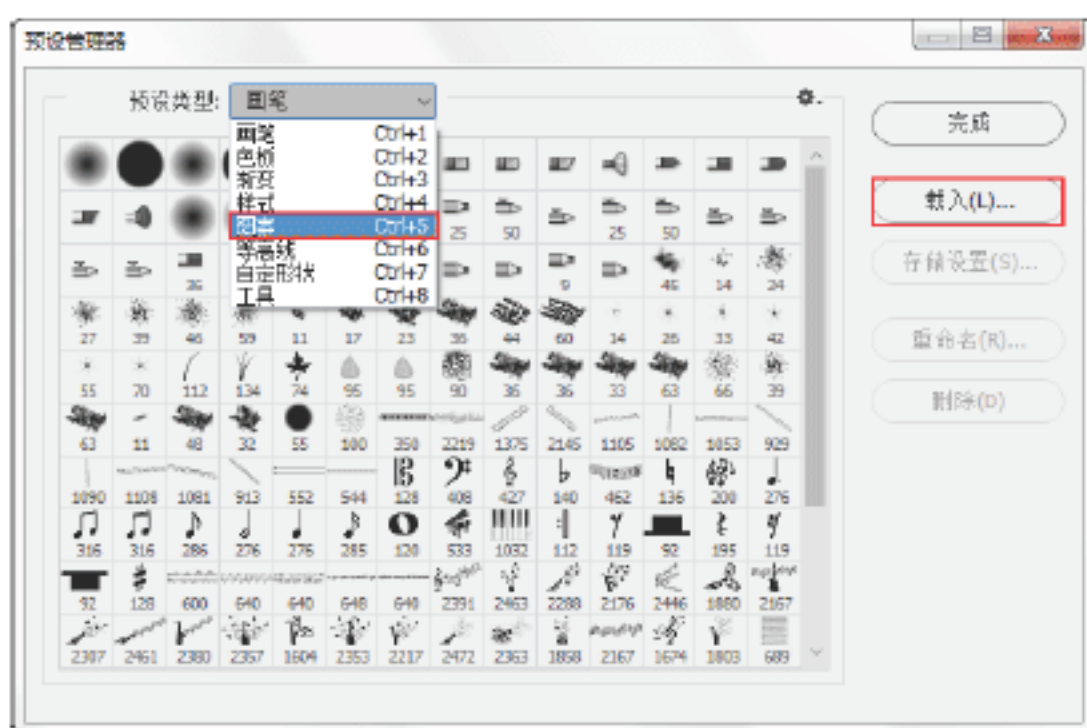 预设管理器
预设类型: 画笔
完成
画笔 Ctrl+1
色板 Ctrl+2
渐变 Ctrl+3
样式 Ctrl+4
图案 Ctrl+5
等高线 Ctrl+6
自定形状 Ctrl+7
工具 Ctrl+8
载入(L)...
25 50 25 50
存储设置(S)...
36 9 46 14 24
27 39 46 59 11 17 23 36 44 60 14 26 33 42
重命名(R)...
55 70 112 134 74 95 95 90 36 36 33 63 66 39
删除(D)
63 11 48 32 55 100 350 2219 1375 2145 1105 1082 1053 929
1090 1108 1081 913 552 544 128 408 427 140 462 136 200 276
316 316 286 276 276 285 120 533 1032 112 119 92 195 119
92 128 600 640 640 648 640 2391 2463 2288 2176 2446 1880 2167
2307 2461 2380 2357 1604 2353 2217 2472 2363 1858 2167 1674 1803 689